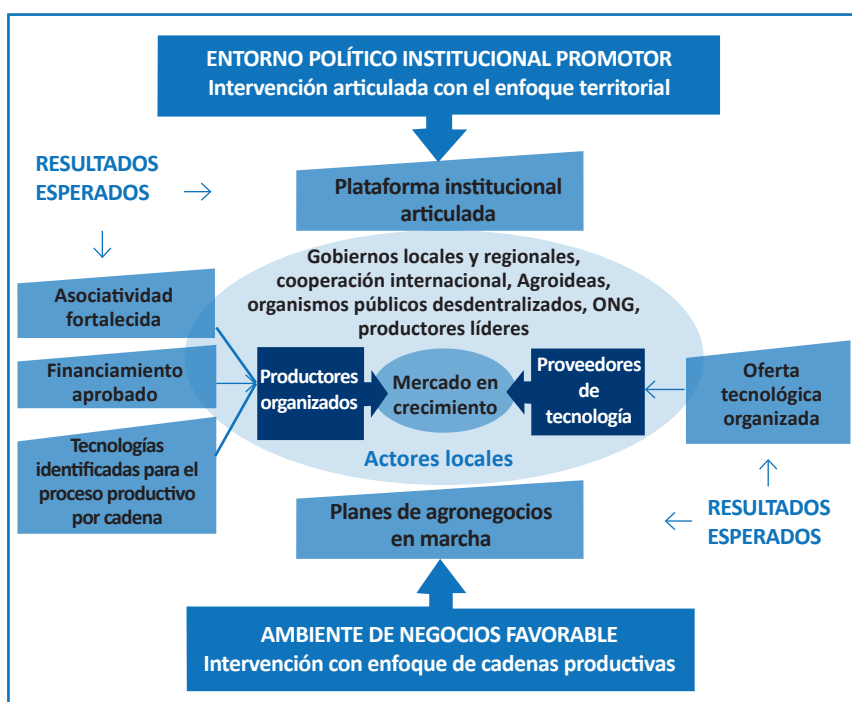 ENTORNO POLÍTICO INSTITUCIONAL PROMOTOR
Intervención articulada con el enfoque territorial
RESULTADOS
ESPERADOS
Plataforma institucional
articulada
Gobiernos locales y regionales,
cooperación internacional, Agroideas,
organismos públicos desdentralizados, ONG,
productores líderes
Asociatividad
fortalecida
Financiamiento
aprobado
Tecnologías
identificadas para el
proceso productivo
por cadena
Productores
organizados
Mercado en
crecimiento
Proveedores
de
tecnología
Oferta
tecnológica
organizada
Actores locales
RESULTADOS
ESPERADOS
Planes de agronegocios
en marcha
AMBIENTE DE NEGOCIOS FAVORABLE
Intervención con enfoque de cadenas productivas